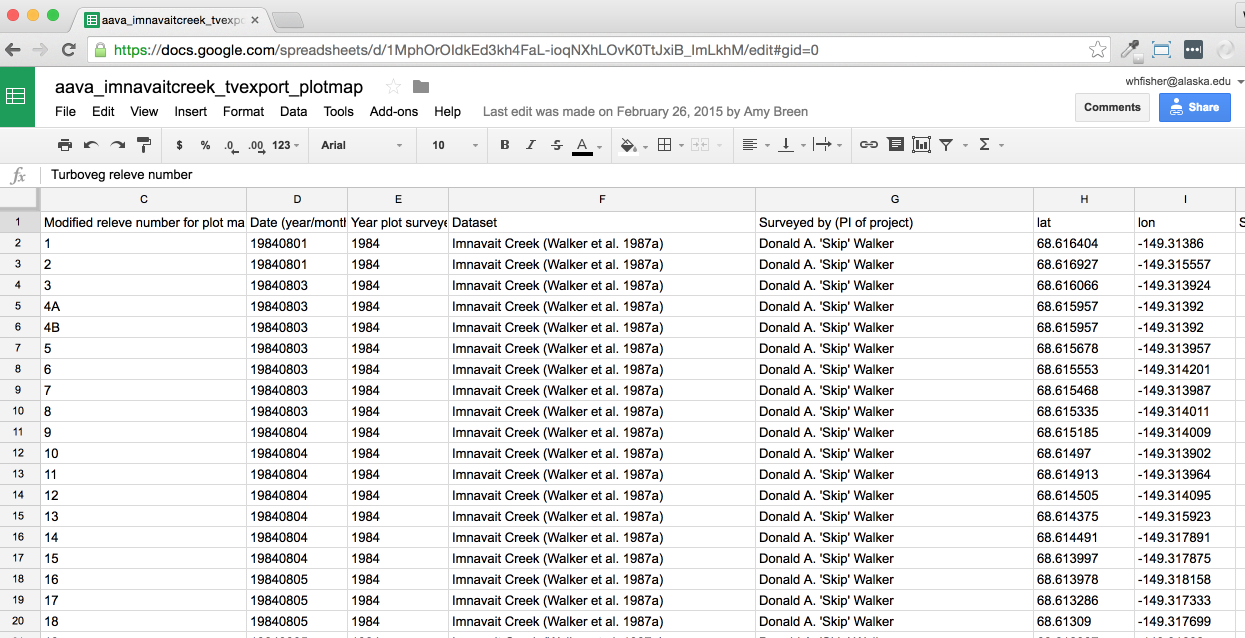 aava_imnavaitcreek_tvexpo
https://docs.google.com/spreadsheets/d/1MphOrOIdkEd3kh4FaL-ioqNXhLOvK0TtJxiB_ImLkhM/edit#gid=0
aava_imnavaitcreek_tvexport_plotmap
whfisher@alaska.edu
File Edit View Insert Format Data Tools Add-ons Help Last edit was made on February 26, 2015 by Amy Breen
Comments Share
$ % .0 .00 123 Arial 10 B I S A Σ
fx Turboveg releve number
C D E F G H I
1 Modified releve number for plot ma Date (year/mont Year plot surveye Dataset Surveyed by (PI of project) lat lon S
2 1 19840801 1984 Imnavait Creek (Walker et al. 1987a) Donald A. 'Skip' Walker 68.616404 -149.31386
3 2 19840801 1984 Imnavait Creek (Walker et al. 1987a) Donald A. 'Skip' Walker 68.616927 -149.315557
4 3 19840803 1984 Imnavait Creek (Walker et al. 1987a) Donald A. 'Skip' Walker 68.616066 -149.313924
5 4A 19840803 1984 Imnavait Creek (Walker et al. 1987a) Donald A. 'Skip' Walker 68.615957 -149.31392
6 4B 19840803 1984 Imnavait Creek (Walker et al. 1987a) Donald A. 'Skip' Walker 68.615957 -149.31392
7 5 19840803 1984 Imnavait Creek (Walker et al. 1987a) Donald A. 'Skip' Walker 68.615678 -149.313957
8 6 19840803 1984 Imnavait Creek (Walker et al. 1987a) Donald A. 'Skip' Walker 68.615553 -149.314201
9 7 19840803 1984 Imnavait Creek (Walker et al. 1987a) Donald A. 'Skip' Walker 68.615468 -149.313987
10 8 19840803 1984 Imnavait Creek (Walker et al. 1987a) Donald A. 'Skip' Walker 68.615335 -149.314011
11 9 19840804 1984 Imnavait Creek (Walker et al. 1987a) Donald A. 'Skip' Walker 68.615185 -149.314009
12 10 19840804 1984 Imnavait Creek (Walker et al. 1987a) Donald A. 'Skip' Walker 68.61497 -149.313902
13 11 19840804 1984 Imnavait Creek (Walker et al. 1987a) Donald A. 'Skip' Walker 68.614913 -149.313964
14 12 19840804 1984 Imnavait Creek (Walker et al. 1987a) Donald A. 'Skip' Walker 68.614505 -149.314095
15 13 19840804 1984 Imnavait Creek (Walker et al. 1987a) Donald A. 'Skip' Walker 68.614375 -149.315923
16 14 19840804 1984 Imnavait Creek (Walker et al. 1987a) Donald A. 'Skip' Walker 68.614491 -149.317891
17 15 19840804 1984 Imnavait Creek (Walker et al. 1987a) Donald A. 'Skip' Walker 68.613997 -149.317875
18 16 19840805 1984 Imnavait Creek (Walker et al. 1987a) Donald A. 'Skip' Walker 68.613978 -149.318158
19 17 19840805 1984 Imnavait Creek (Walker et al. 1987a) Donald A. 'Skip' Walker 68.613286 -149.317333
20 18 19840805 1984 Imnavait Creek (Walker et al. 1987a) Donald A. 'Skip' Walker 68.61309 -149.317699